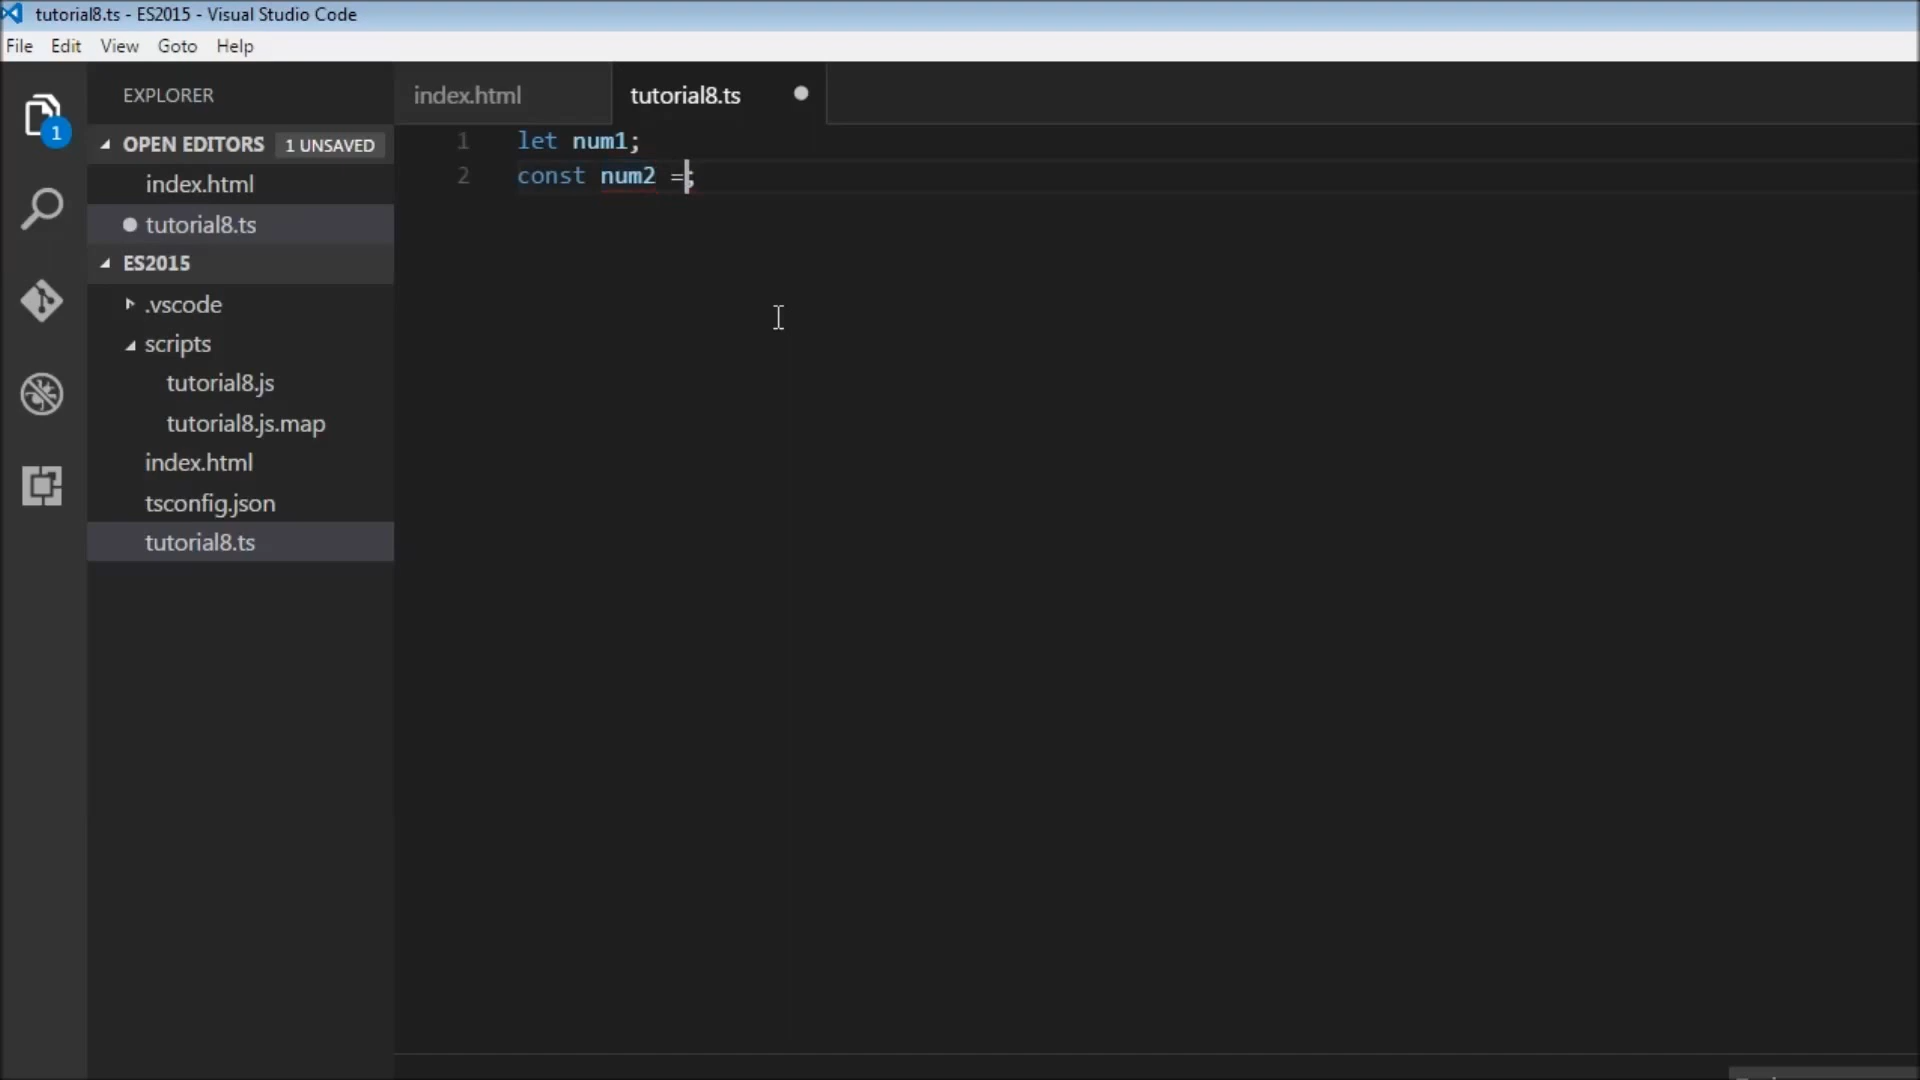 tutorial8.ts - ES2015 - Visual Studio Code
File Edit View Goto Help
EXPLORER
index.html
tutorial8.ts
1
OPEN EDITORS 1 UNSAVED
index.html
tutorial8.ts
ES2015
.vscode
scripts
tutorial8.js
tutorial8.js.map
index.html
tsconfig.json
tutorial8.ts
1 let num1;
2 const num2 =;